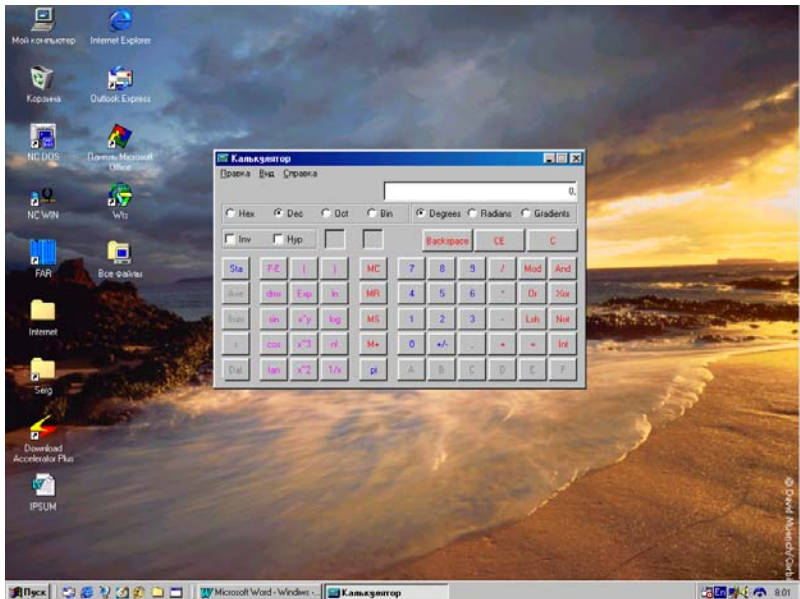 Мой компьютер
Internet Explorer
Корзина
Outlook Express
NC DOS
Панель Microsoft
Office
NC WIN
Wts
FAR
Все файлы
Internet
Serg
Download
Accelerator Plus
IPSUM
Калькулятор
Правка Вид Справка
0,
Hex Dec Oct Bin Degrees Radians Gradients
Inv Hyp Backspace CE C
Sta F-E ( ) MC 7 8 9 / Mod And
Ave dms Exp ln MR 4 5 6 * Or Xor
Sum sin x^y log MS 1 2 3 - Lsh Not
s cos x^3 n! M+ 0 +/- . + = Int
Dat tan x^2 1/x pi A B C D E F
Пуск Microsoft Word - Windws -... Калькулятор En 8:01